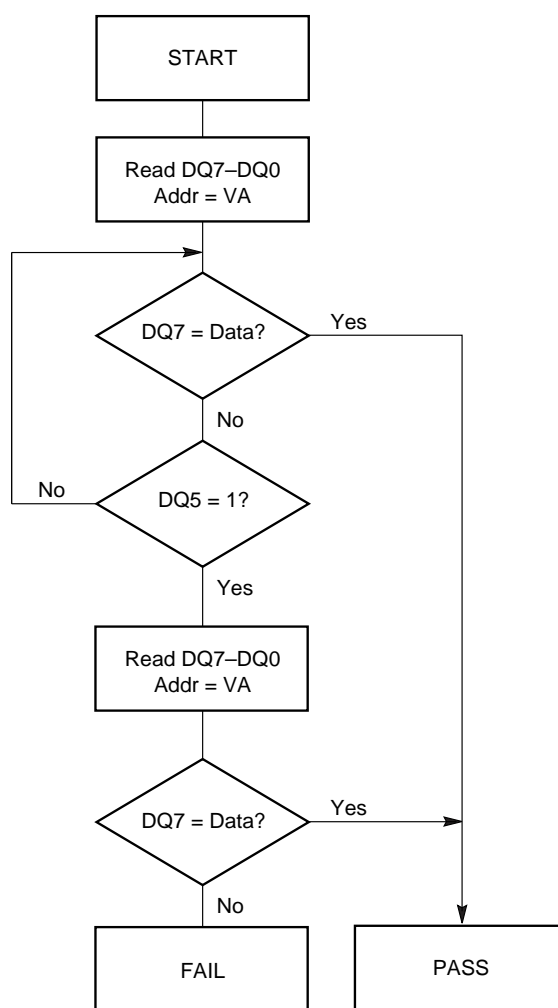 START
Read DQ7–DQ0
Addr = VA
DQ7 = Data?
Yes
No
No
DQ5 = 1?
Yes
Read DQ7–DQ0
Addr = VA
DQ7 = Data?
Yes
No
FAIL
PASS